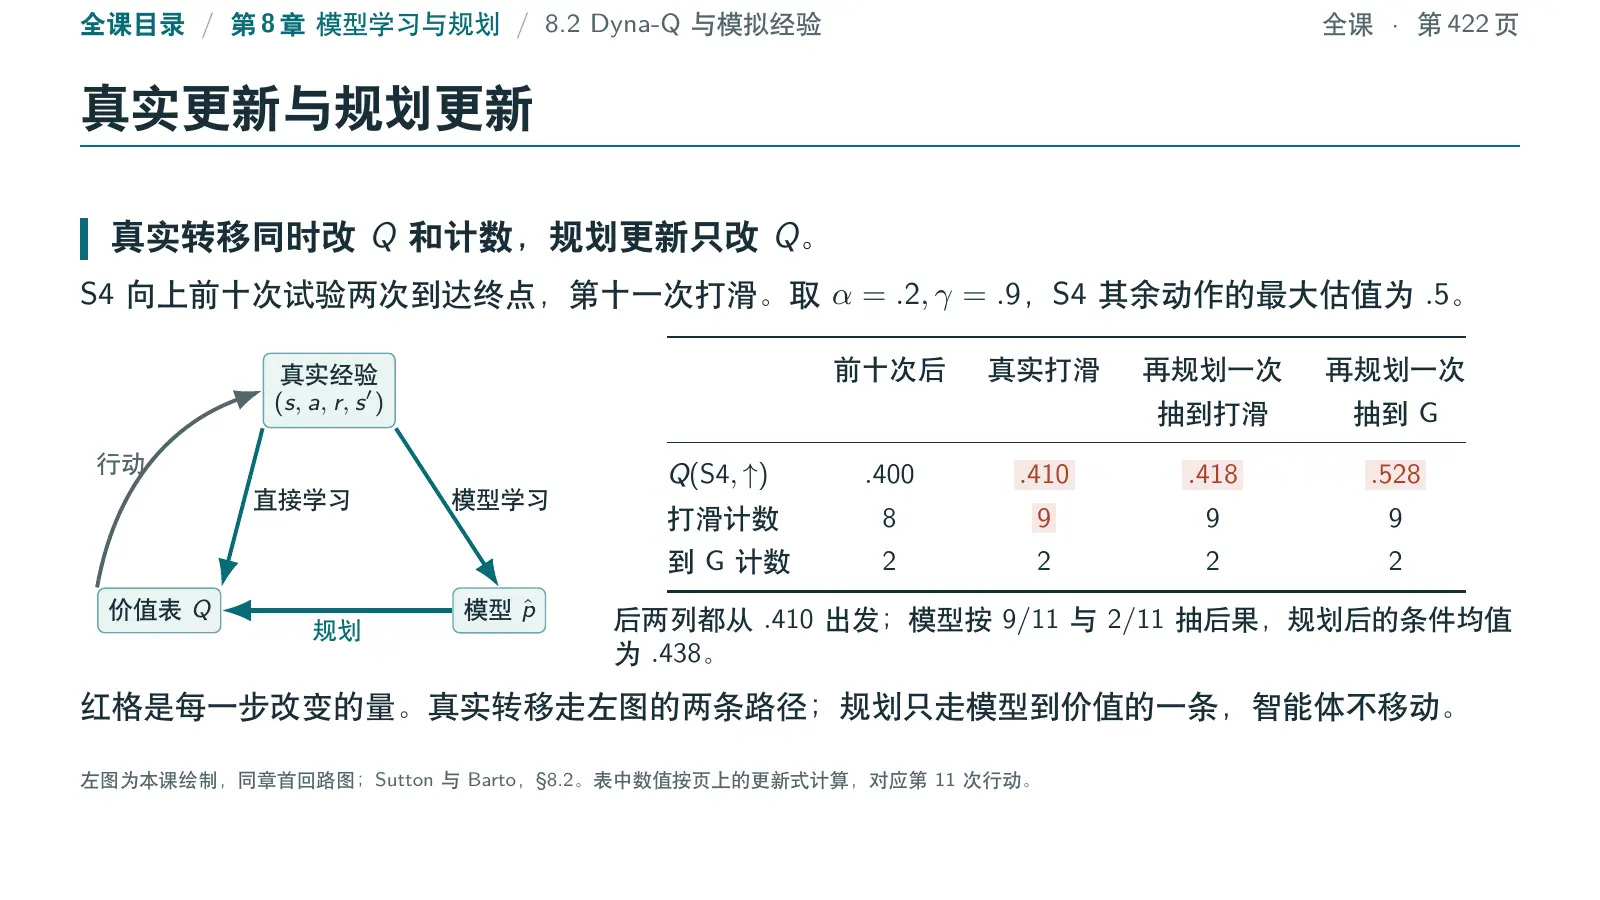 全课目录 / 第 8 章 模型学习与规划 / 8.2 Dyna-Q 与模拟经验
全课 · 第 422 页
真实更新与规划更新
真实转移同时改 Q 和计数，规划更新只改 Q。
S4 向上前十次试验两次到达终点，第十一次打滑。取 α = .2, γ = .9，S4 其余动作的最大估值为 .5。
真实经验
(s, a, r, s′)
行动
直接学习
模型学习
价值表 Q
模型 p̂
规划
前十次后 真实打滑 再规划一次 再规划一次
抽到打滑 抽到 G
Q(S4, ↑) .400 .410 .418 .528
打滑计数 8 9 9 9
到 G 计数 2 2 2 2
后两列都从 .410 出发；模型按 9/11 与 2/11 抽后果，规划后的条件均值
为 .438。
红格是每一步改变的量。真实转移走左图的两条路径；规划只走模型到价值的一条，智能体不移动。
左图为本课绘制，同章首回路图；Sutton 与 Barto，§8.2。表中数值按页上的更新式计算，对应第 11 次行动。